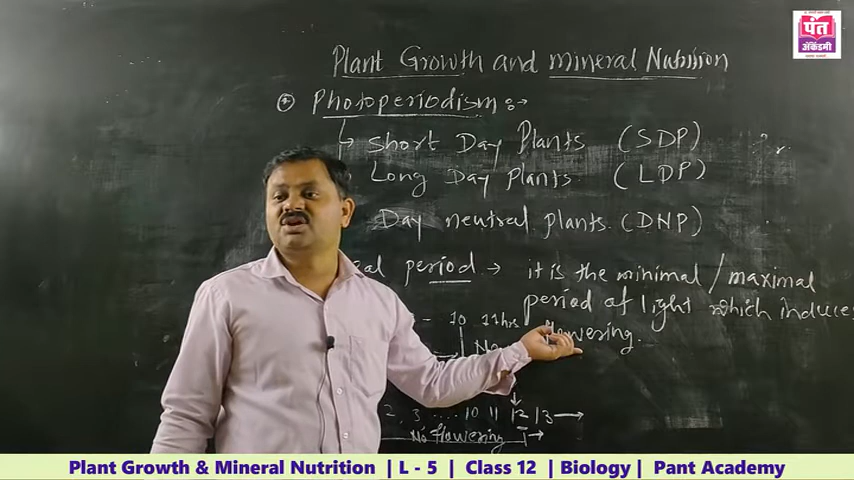 पंत
अॅकॅडमी
Plant Growth and mineral Nutrition
Photoperiodism :→
Short Day Plants (SDP)
Long Day plants (LDP)
Day neutral plants (DNP)
period → it is the minimal / maximal
period of light which induces
flowering.
10 11hrs
No
2, 3 .... 10 11 12 13 →
No flowering
Plant Growth & Mineral Nutrition | L - 5 | Class 12 | Biology | Pant Academy